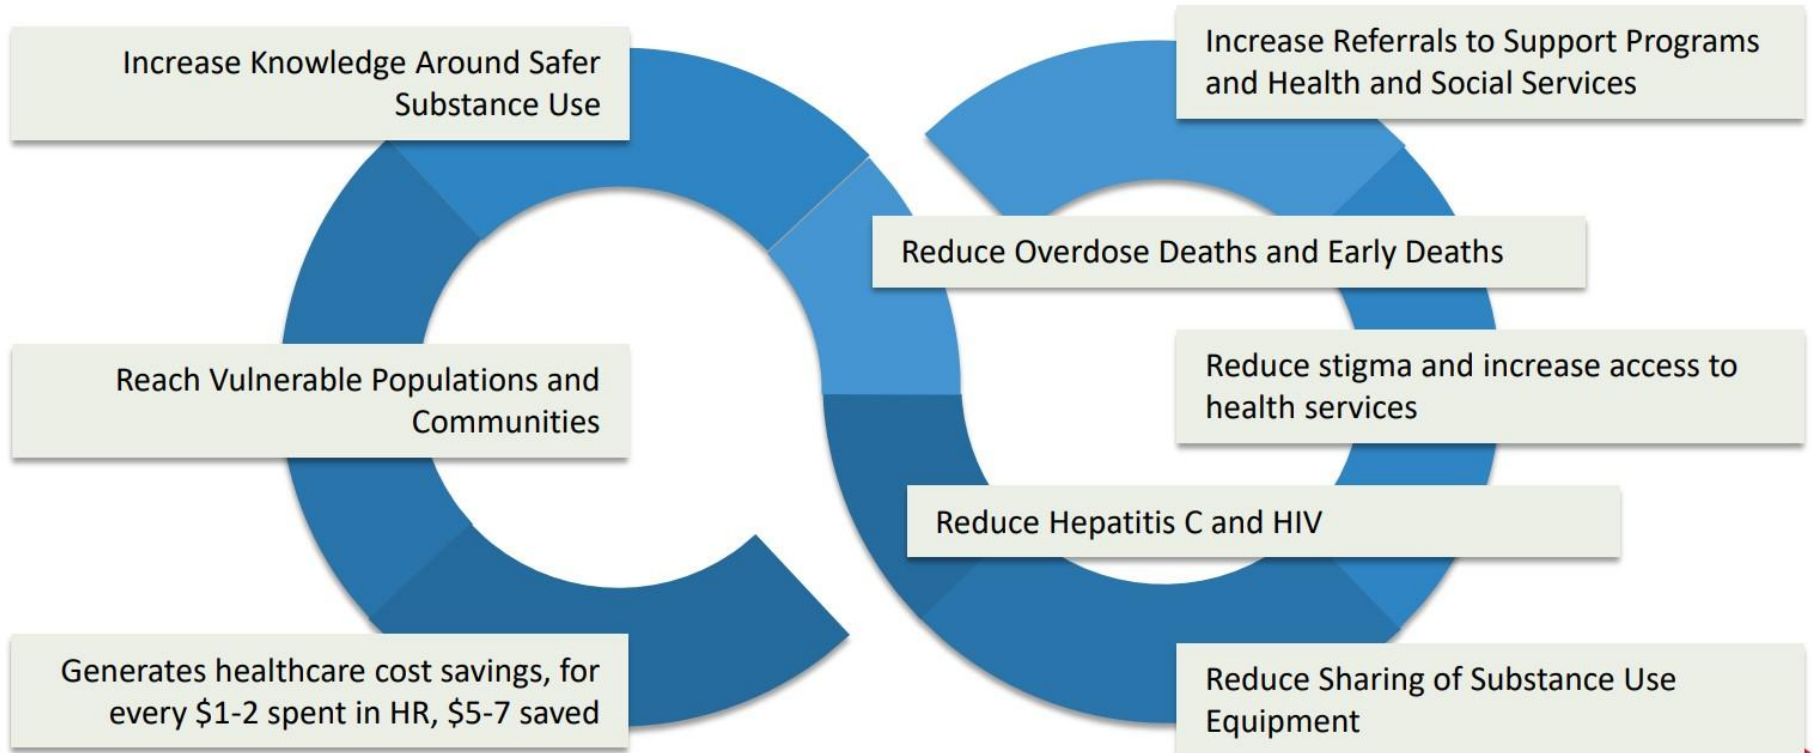 Increase Knowledge Around Safer
Substance Use
Reach Vulnerable Populations and
Communities
Generates healthcare cost savings, for
every $1-2 spent in HR, $5-7 saved
Increase Referrals to Support Programs
and Health and Social Services
Reduce Overdose Deaths and Early Deaths
Reduce stigma and increase access to
health services
Reduce Hepatitis C and HIV
Reduce Sharing of Substance Use
Equipment